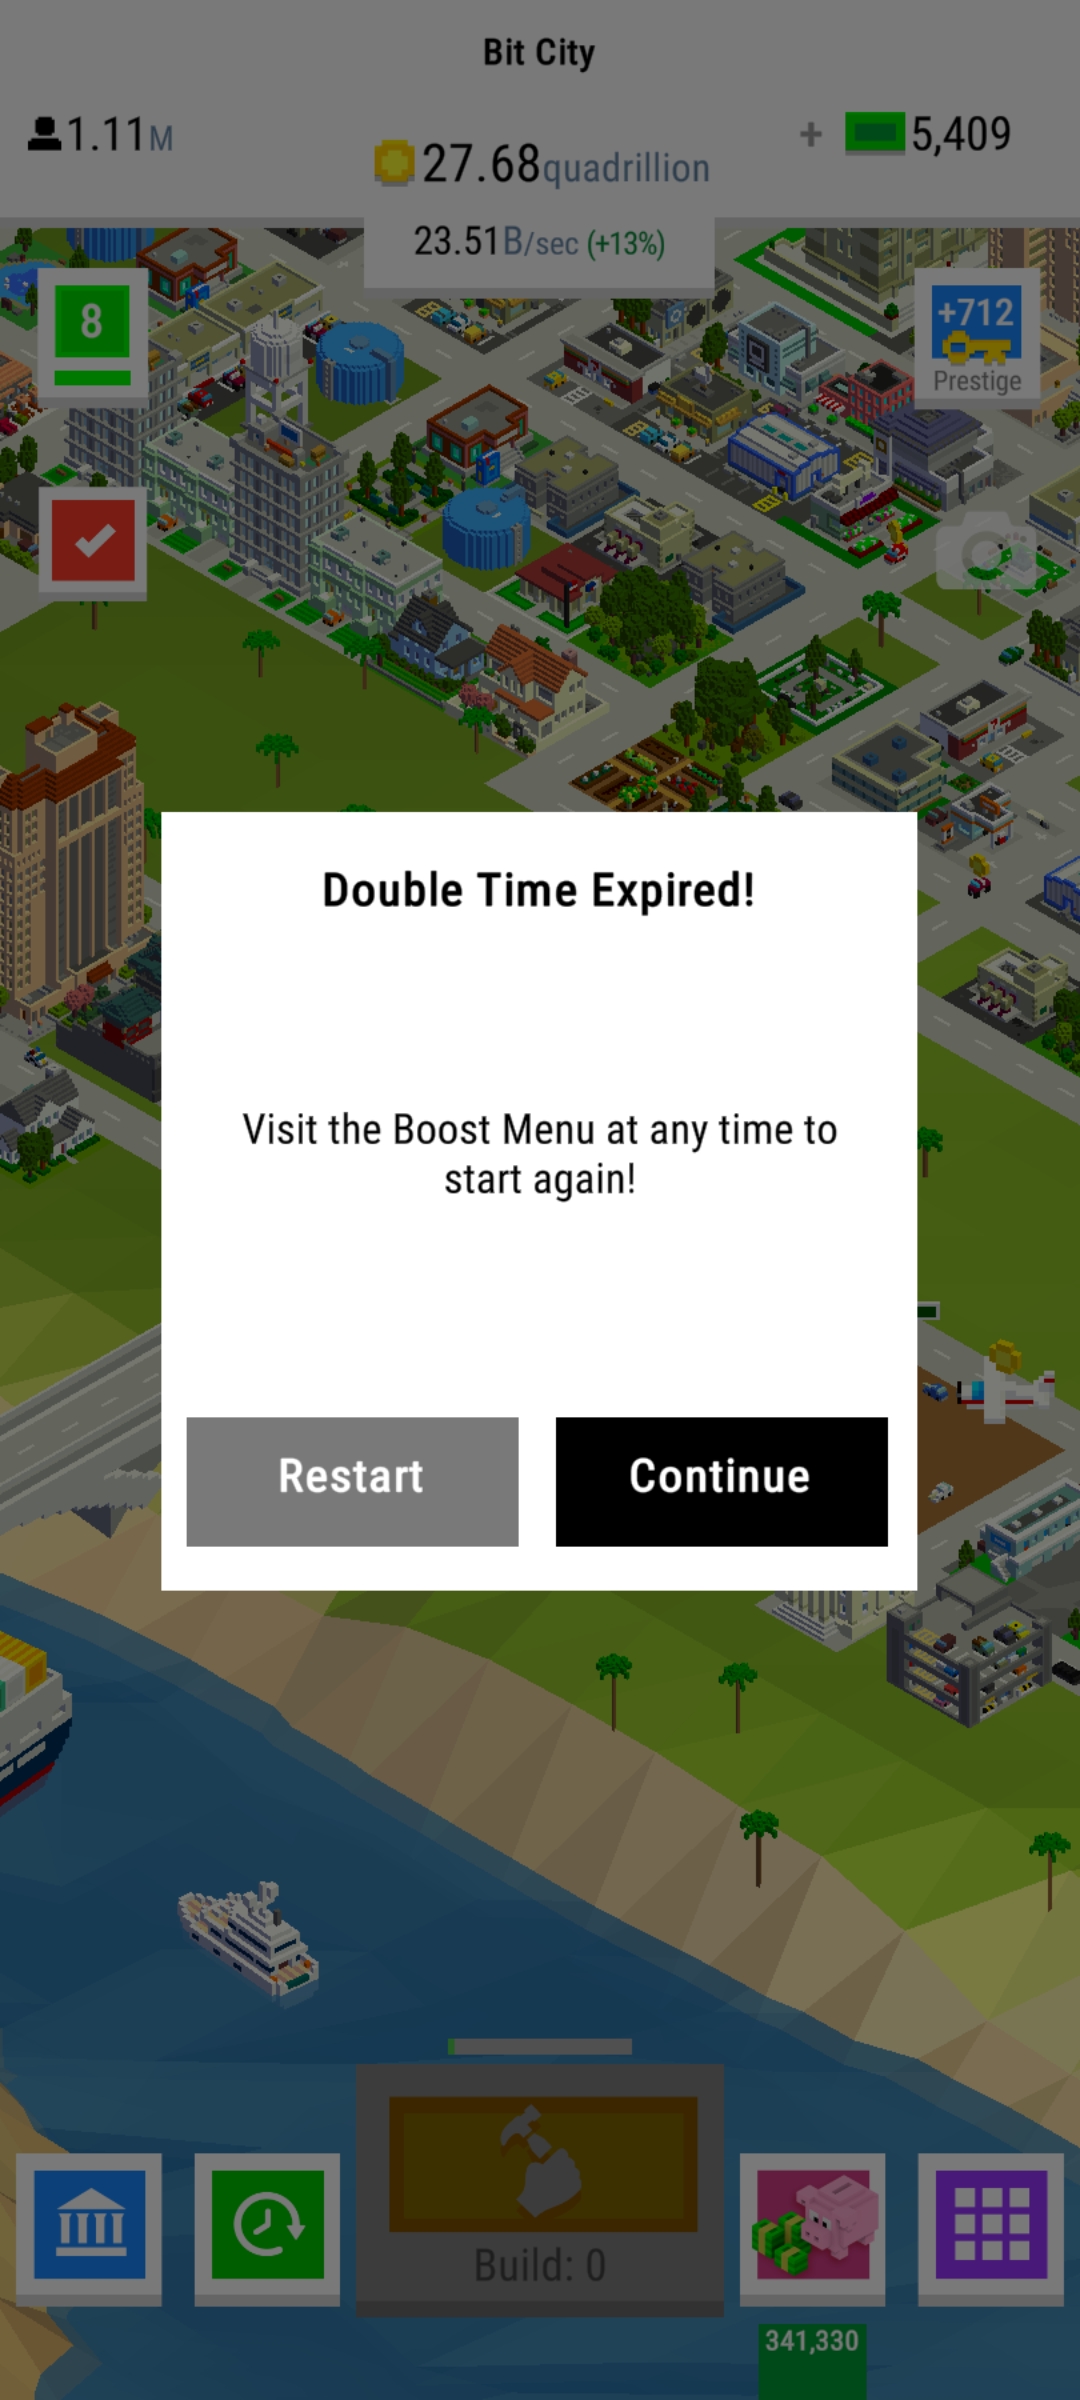 Bit City
1.11M
27.68quadrillion
+ 5,409
23.51B/sec (+13%)
8
+712
Prestige
Double Time Expired!
Visit the Boost Menu at any time to
start again!
Restart
Continue
Build: 0
341,330